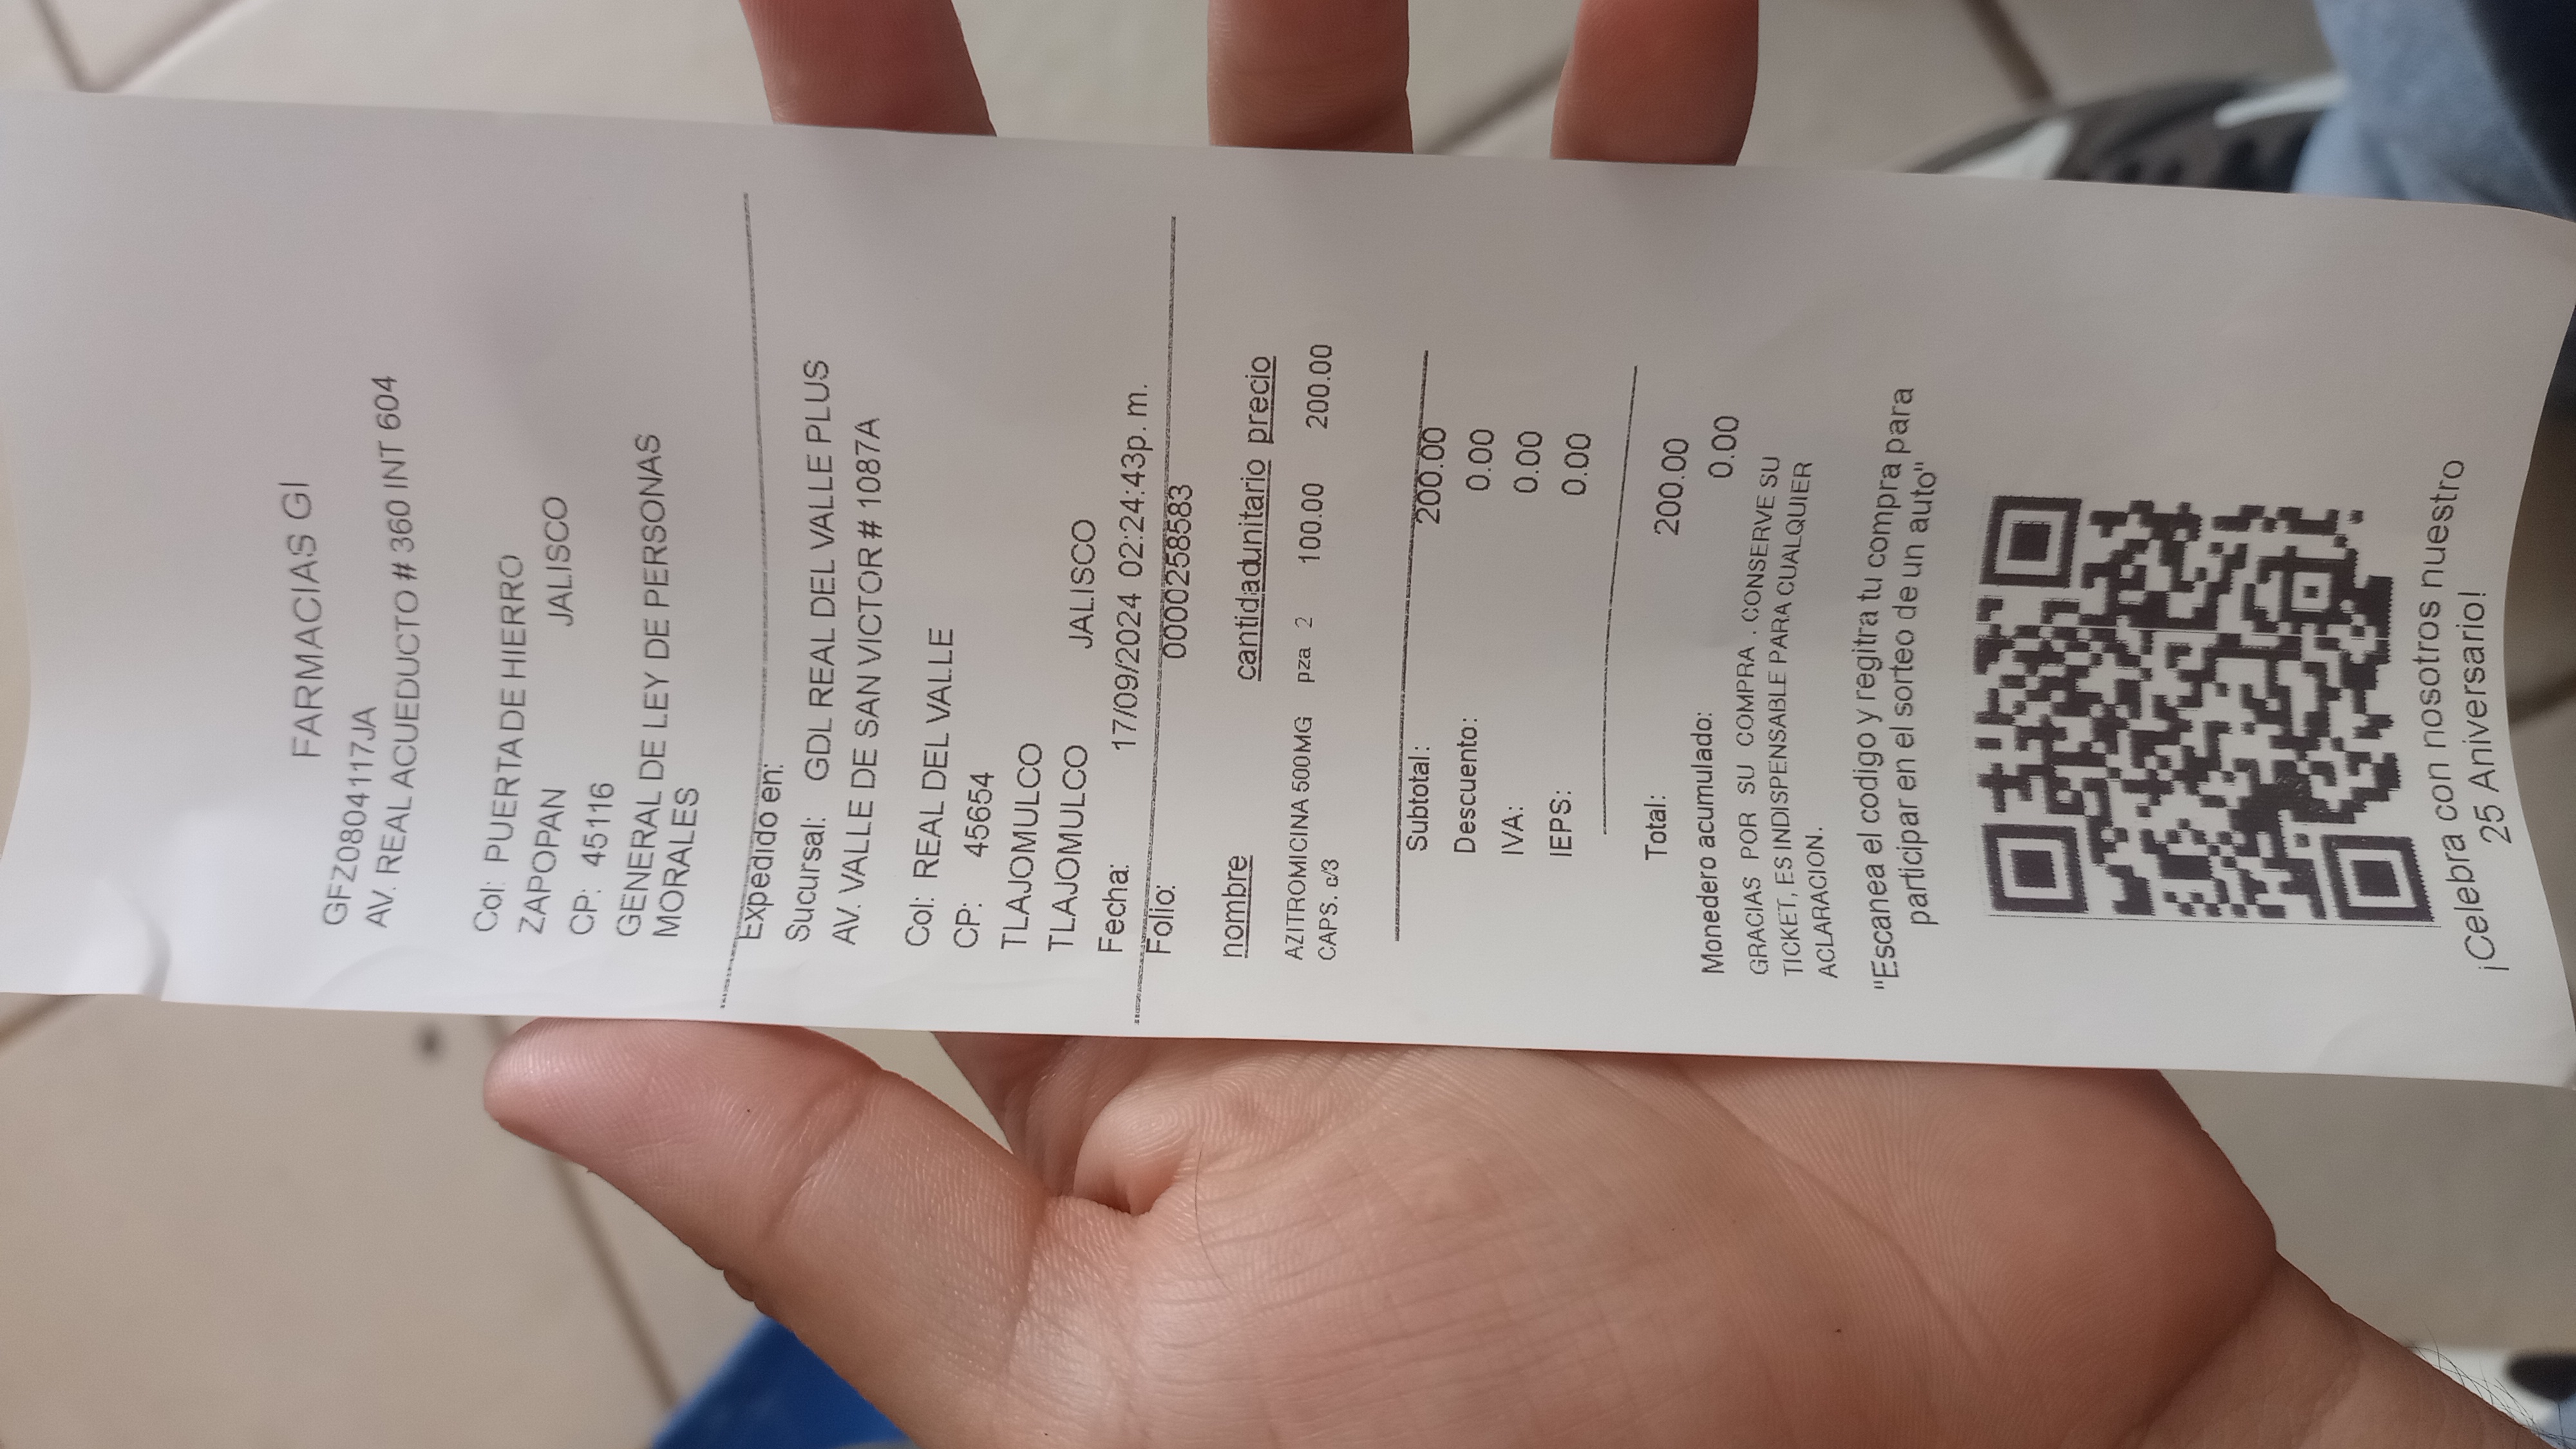 FARMACIAS GI
GFZ0804117JA
AV. REAL ACUEDUCTO # 360 INT 604
Col: PUERTA DE HIERRO
ZAPOPAN JALISCO
CP: 45116
GENERAL DE LEY DE PERSONAS
MORALES
Expedido en:
Sucursal: GDL REAL DEL VALLE PLUS
AV. VALLE DE SAN VICTOR # 1087A
Col: REAL DEL VALLE
CP: 45654
TLAJOMULCO
TLAJOMULCO JALISCO
Fecha: 17/09/2024 02:24:43p. m.
Folio: 0000258583
nombre cantidadunitario precio
AZITROMICINA 500MG pza 2 100.00 200.00
CAPS. c/3
Subtotal: 200.00
Descuento: 0.00
IVA: 0.00
IEPS: 0.00
Total: 200.00
Monedero acumulado: 0.00
GRACIAS POR SU COMPRA . CONSERVE SU
TICKET, ES INDISPENSABLE PARA CUALQUIER
ACLARACION.
"Escanea el codigo y regitra tu compra para
participar en el sorteo de un auto"
¡Celebra con nosotros nuestro
25 Aniversario!